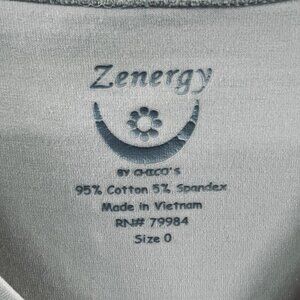 Zenergy
BY CHICO'S
95% Cotton 5% Spandex
Made in Vietnam
RN# 79984
Size 0